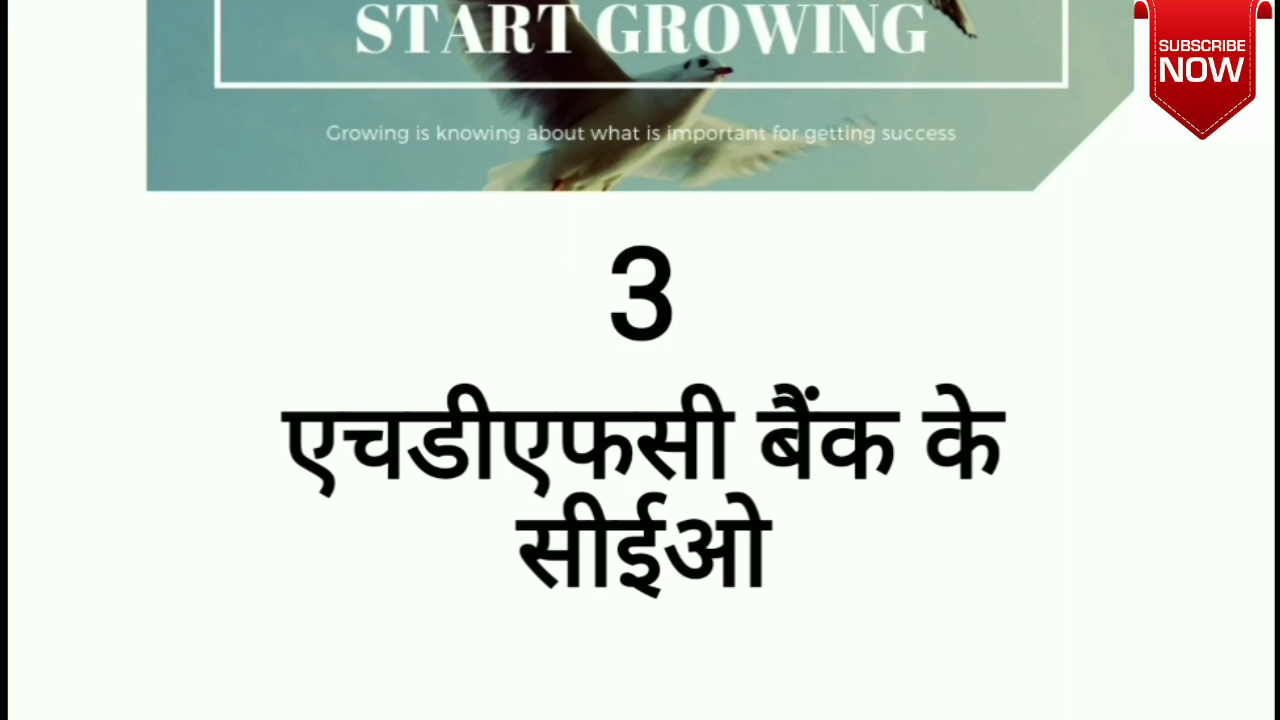 START GROWING
SUBSCRIBE
NOW
Growing is knowing about what is important for getting success
3
एचडीएफसी बैंक के
सीईओ